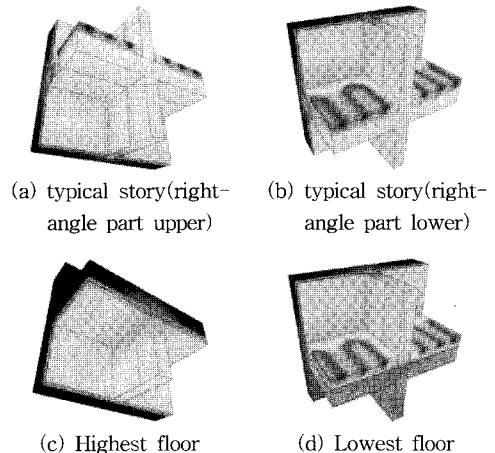 (a) typical story(right-
angle part upper)
(b) typical story(right-
angle part lower)
(c) Highest floor
(d) Lowest floor